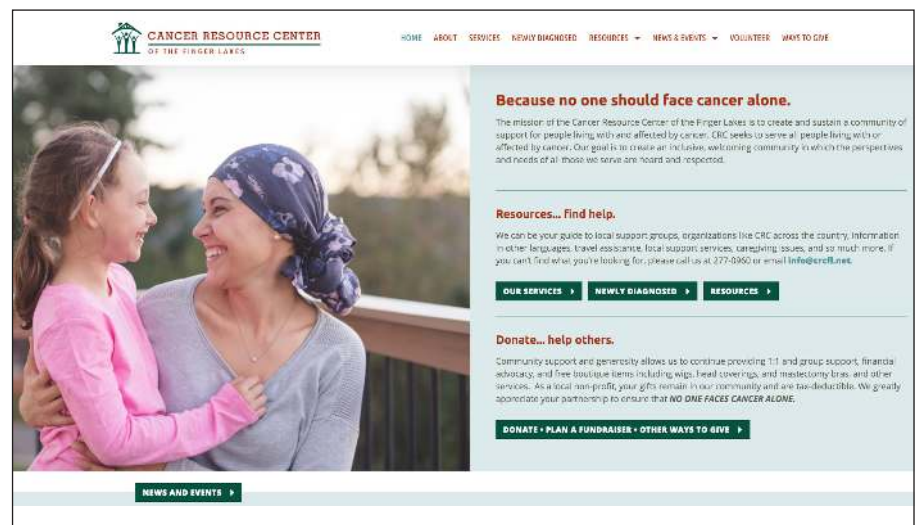 CANCER RESOURCE CENTER
OF THE FINGER LAKES
HOME ABOUT SERVICES NEWLY DIAGNOSED RESOURCES NEWS & EVENTS VOLUNTEER WAYS TO GIVE
Because no one should face cancer alone.
The mission of the Cancer Resource Center of the Finger Lakes is to create and sustain a community of
support for people living with and affected by cancer. CRC seeks to serve all people living with or
affected by cancer. Our goal is to create an inclusive, welcoming community in which the perspectives
and needs of all those we serve are heard and respected.
Resources... find help.
We can be your guide to local support groups, organizations like CRC across the country, information
in other languages, travel assistance, local support services, caregiving issues, and so much more. If
you can't find what you're looking for, please call us at 277-0960 or email info@crcfl.net.
OUR SERVICES NEWLY DIAGNOSED RESOURCES
Donate... help others.
Community support and generosity allows us to continue providing 1:1 and group support, financial
advocacy, and free boutique items including wigs, head coverings, and mastectomy bras, and other
services. As a local non-profit, your gifts remain in our community and are tax-deductible. We greatly
appreciate your partnership to ensure that NO ONE FACES CANCER ALONE.
DONATE • PLAN A FUNDRAISER • OTHER WAYS TO GIVE
NEWS AND EVENTS